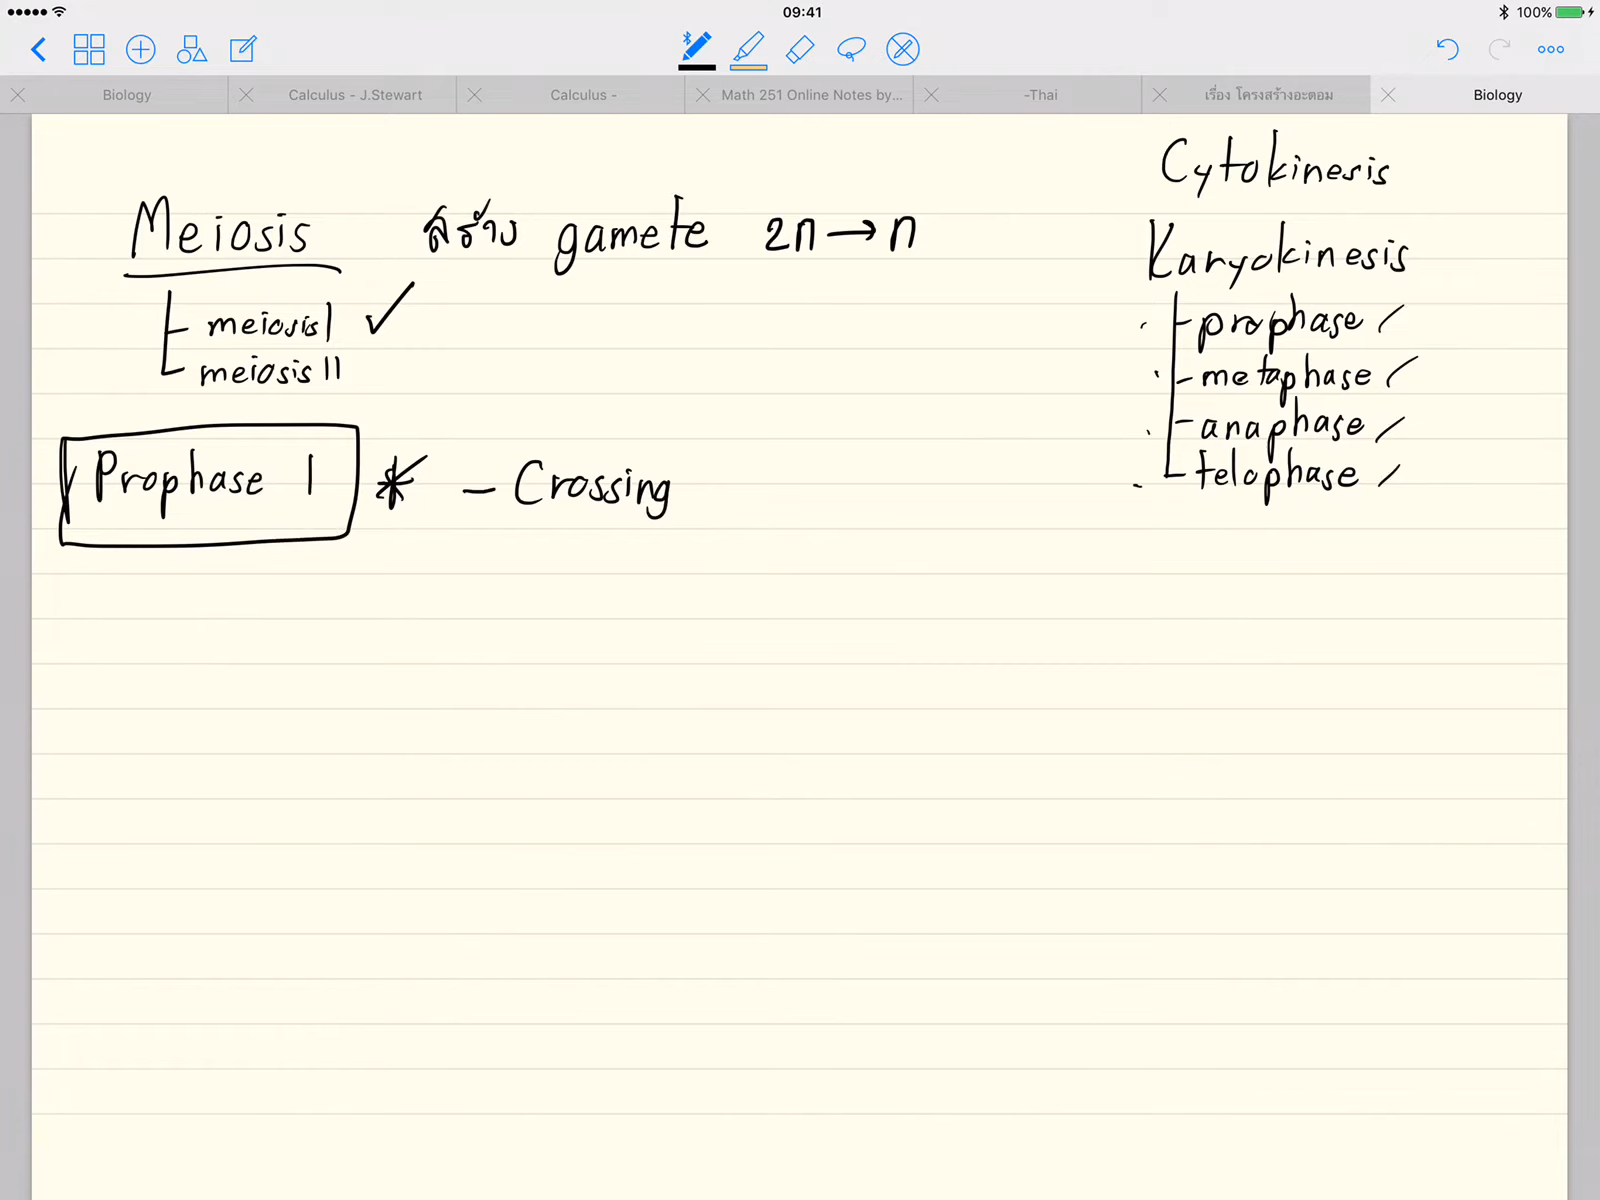 09:41
100%
Biology
Calculus - J.Stewart
Calculus -
Math 251 Online Notes by...
-Thai
เรื่อง โครงสร้างอะตอม
Biology
Meiosis สร้าง gamete 2n → n
meiosis I ✓
meiosis II
Prophase I * - Crossing
Cytokinesis
Karyokinesis
- prophase
- metaphase
- anaphase
- telophase